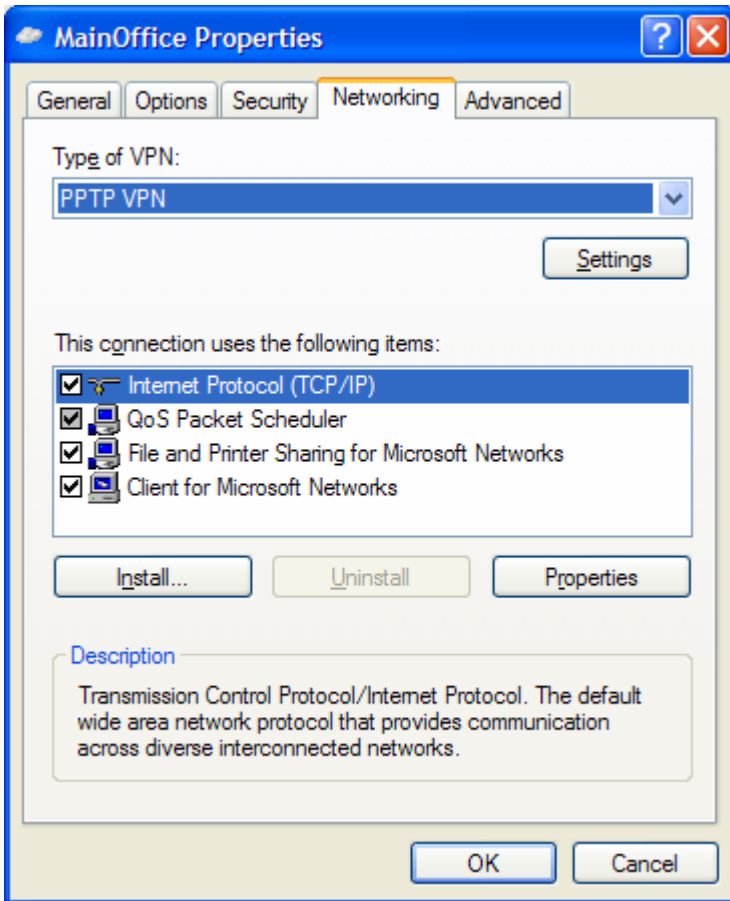 MainOffice Properties
General Options Security Networking Advanced
Type of VPN:
PPTP VPN
Settings
This connection uses the following items:
Internet Protocol (TCP/IP)
QoS Packet Scheduler
File and Printer Sharing for Microsoft Networks
Client for Microsoft Networks
Install... Uninstall Properties
Description
Transmission Control Protocol/Internet Protocol. The default
wide area network protocol that provides communication
across diverse interconnected networks.
OK Cancel